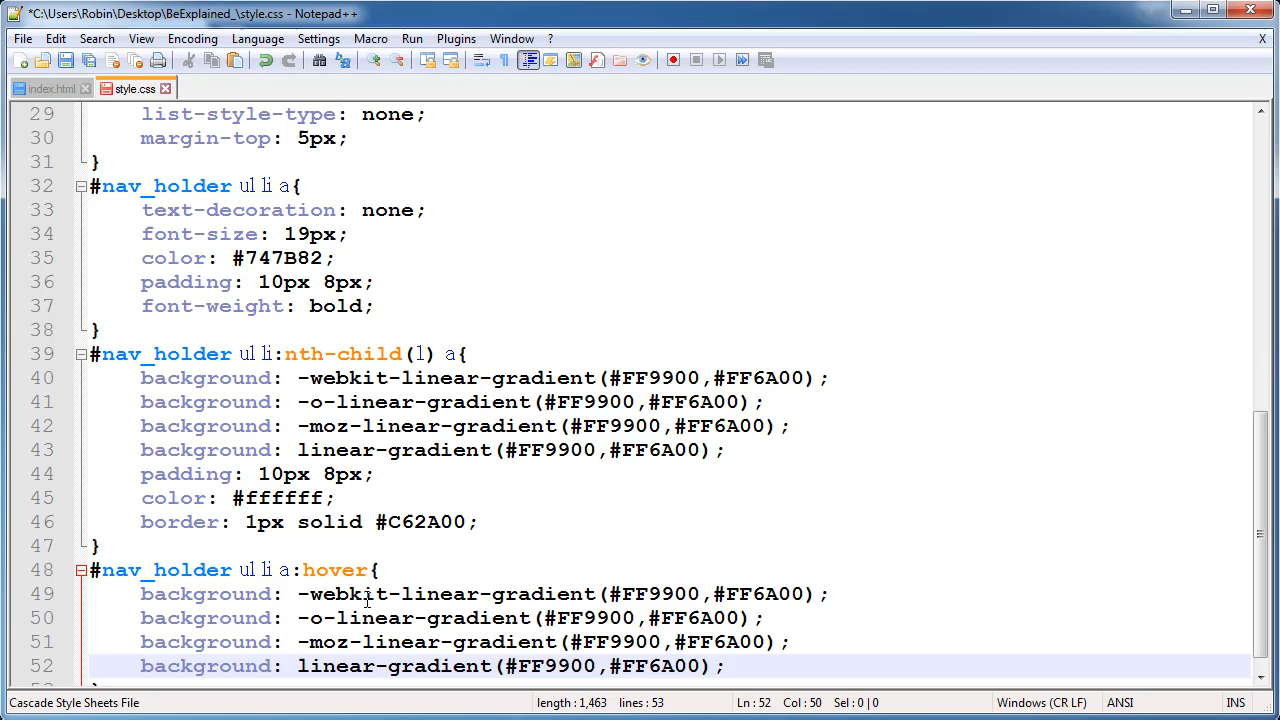 *C:\Users\Robin\Desktop\BeExplained_\style.css - Notepad++
File Edit Search View Encoding Language Settings Macro Run Plugins Window ? X
index.html style.css
29 list-style-type: none;
30 margin-top: 5px;
31 }
32 #nav_holder ul li a{
33 text-decoration: none;
34 font-size: 19px;
35 color: #747B82;
36 padding: 10px 8px;
37 font-weight: bold;
38 }
39 #nav_holder ul li:nth-child(1) a{
40 background: -webkit-linear-gradient(#FF9900,#FF6A00);
41 background: -o-linear-gradient(#FF9900,#FF6A00);
42 background: -moz-linear-gradient(#FF9900,#FF6A00);
43 background: linear-gradient(#FF9900,#FF6A00);
44 padding: 10px 8px;
45 color: #ffffff;
46 border: 1px solid #C62A00;
47 }
48 #nav_holder ul li a:hover{
49 background: -webkit-linear-gradient(#FF9900,#FF6A00);
50 background: -o-linear-gradient(#FF9900,#FF6A00);
51 background: -moz-linear-gradient(#FF9900,#FF6A00);
52 background: linear-gradient(#FF9900,#FF6A00);
Cascade Style Sheets File length : 1,463 lines : 53 Ln : 52 Col : 50 Sel : 0 | 0 Windows (CR LF) ANSI INS